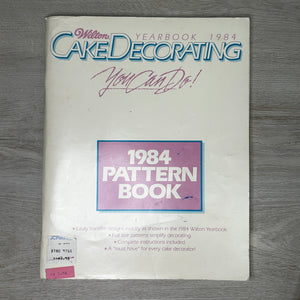 Wilton
YEARBOOK 1984
CAKE DECORATING
You Can Do!
1984
PATTERN
BOOK
• Easily transfer designs exactly as shown in the 1984 Wilton Yearbook.
• Full size patterns simplify decorating.
• Complete instructions included.
• A "must have" for every cake decorator!